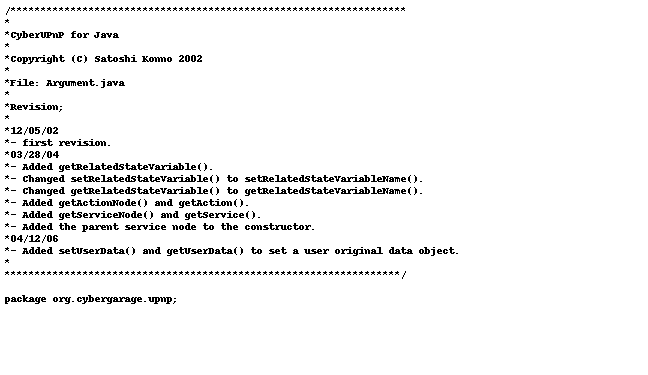 /******************************************************************
*
*CyberUPnP for Java
*
*Copyright (C) Satoshi Konno 2002
*
*File: Argument.java
*
*Revision;
*
*12/05/02
*- first revision.
*03/28/04
*- Added getRelatedStateVariable().
*- Changed setRelatedStateVariable() to setRelatedStateVariableName().
*- Changed getRelatedStateVariable() to getRelatedStateVariableName().
*- Added getActionNode() and getAction().
*- Added getServiceNode() and getService().
*- Added the parent service node to the constructor.
*04/12/06
*- Added setUserData() and getUserData() to set a user original data object.
*
******************************************************************/
package org.cybergarage.upnp;